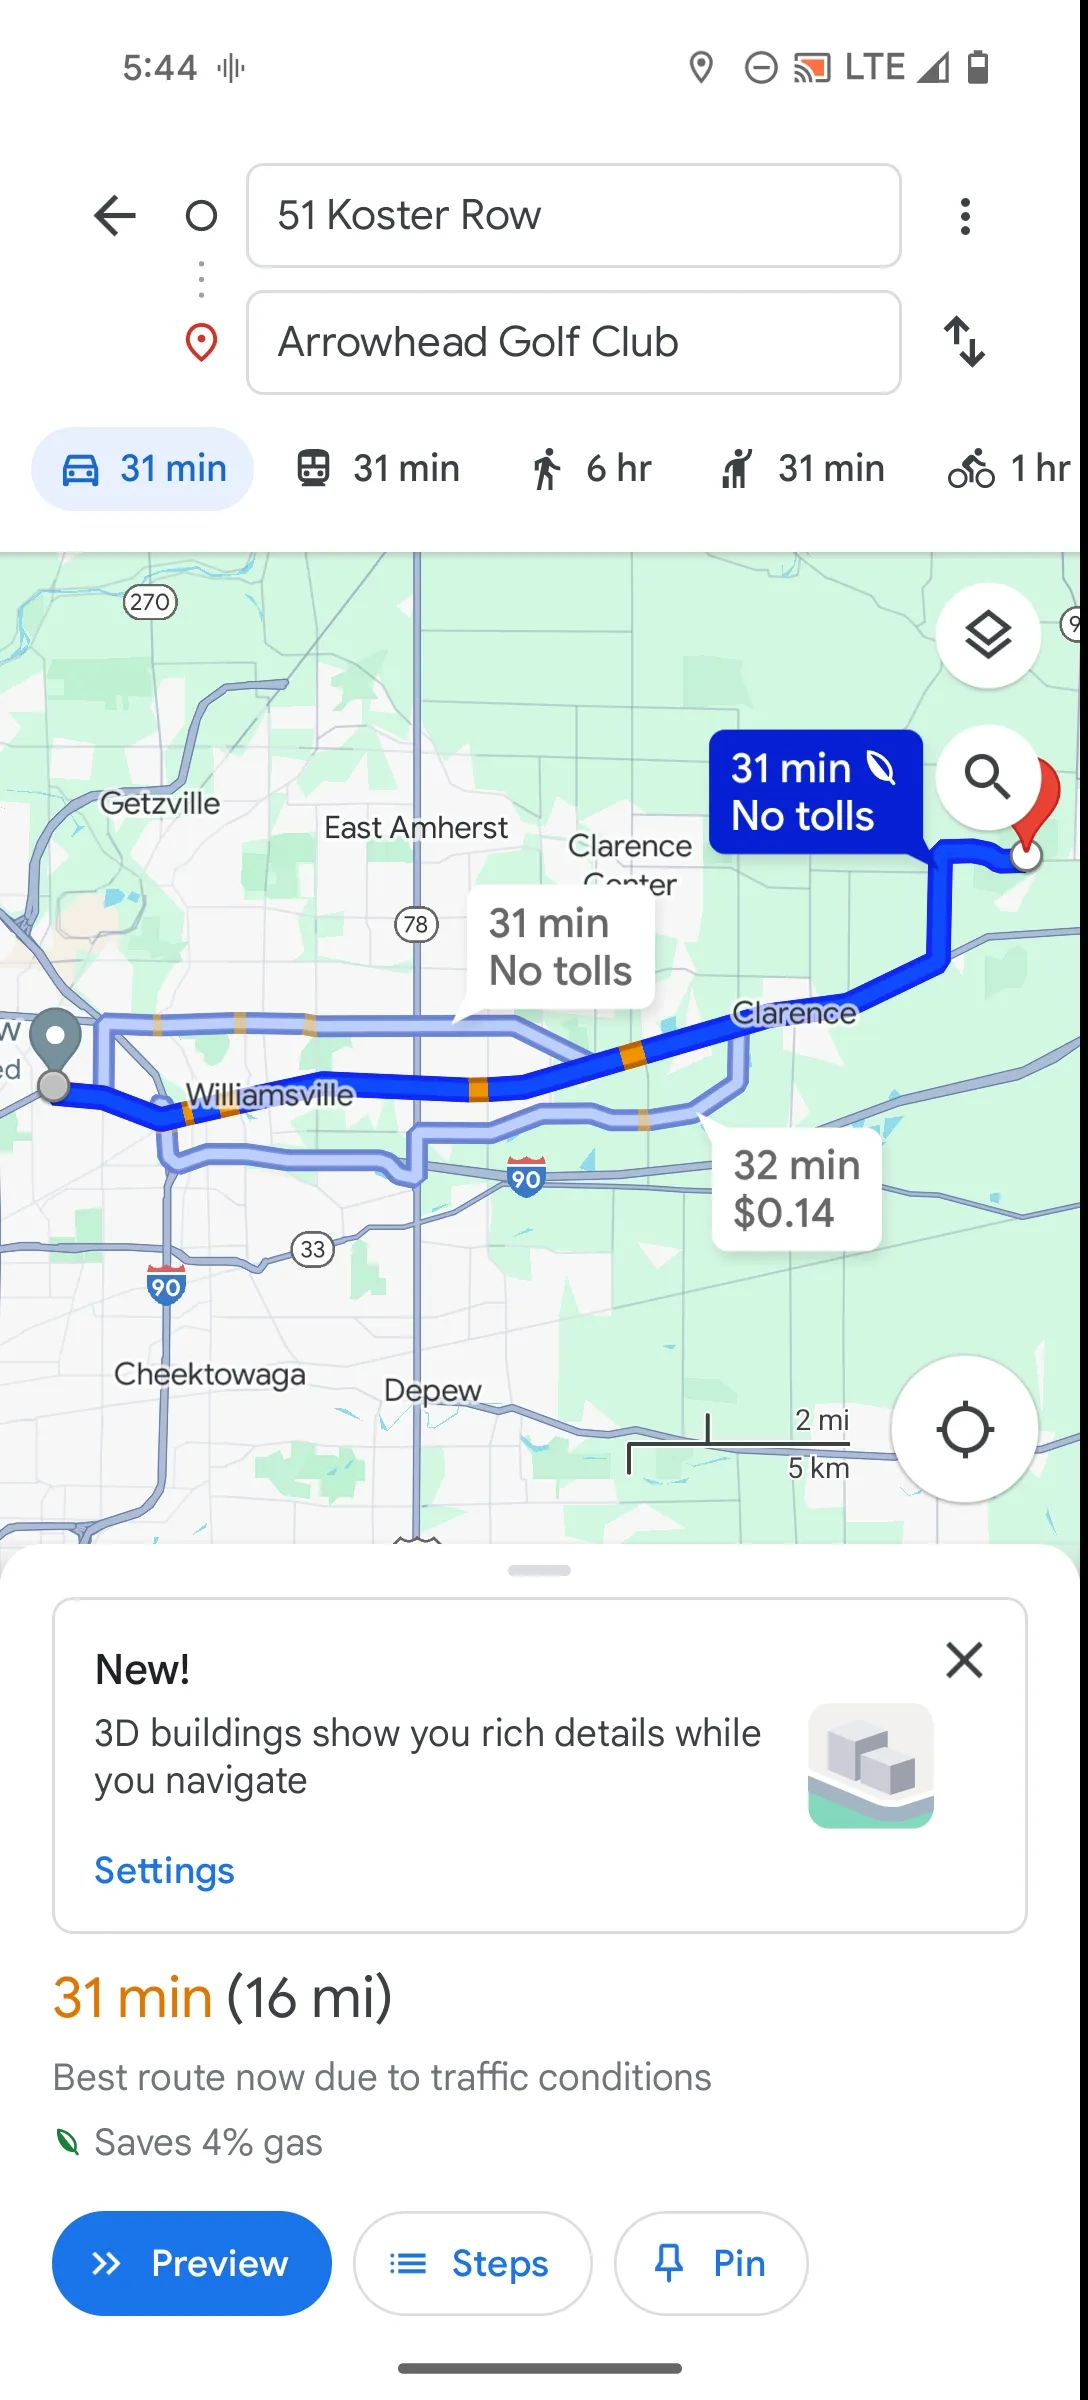 5:44
LTE
51 Koster Row
Arrowhead Golf Club
31 min
31 min
6 hr
31 min
1 hr
270
31 min
No tolls
Getzville
East Amherst
Clarence
Center
78
31 min
No tolls
Clarence
Williamsville
32 min
$0.14
90
33
90
Cheektowaga
Depew
2 mi
5 km
New!
3D buildings show you rich details while
you navigate
Settings
31 min (16 mi)
Best route now due to traffic conditions
Saves 4% gas
Preview
Steps
Pin